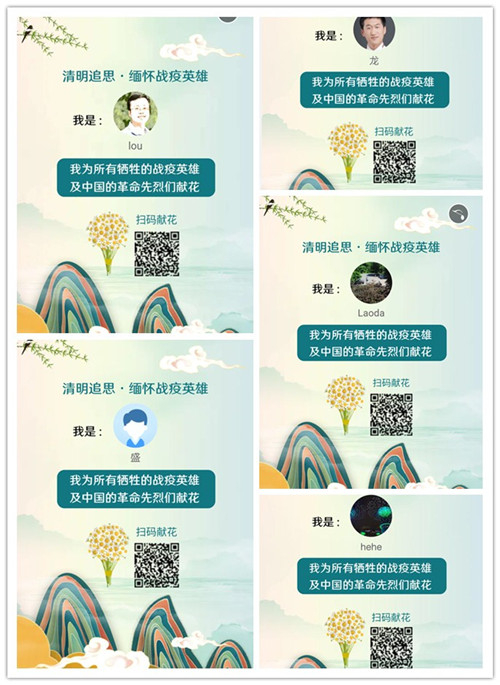 清明追思·缅怀战疫英雄
我是：
lou
我为所有牺牲的战疫英雄
及中国的革命先烈们献花
扫码献花
清明追思·缅怀战疫英雄
我是：
盛
我为所有牺牲的战疫英雄
及中国的革命先烈们献花
扫码献花
我是：
龙
我为所有牺牲的战疫英雄
及中国的革命先烈们献花
扫码献花
清明追思·缅怀战疫英雄
我是：
Laoda
我为所有牺牲的战疫英雄
及中国的革命先烈们献花
扫码献花
我是：
hehe
我为所有牺牲的战疫英雄
及中国的革命先烈们献花
扫码献花